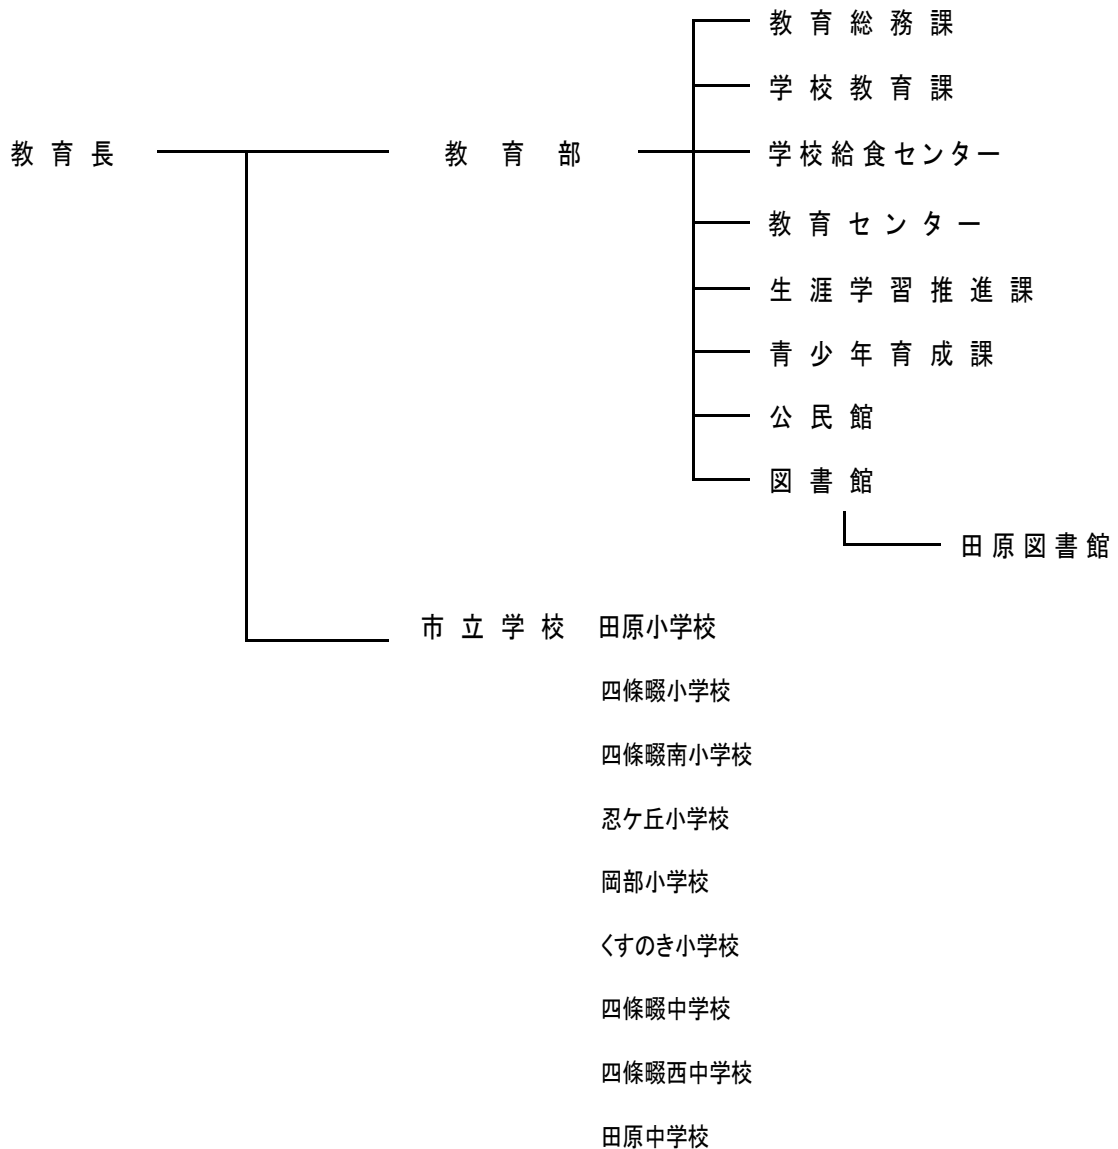 教育総務課
学校教育課
教育長 教育部 学校給食センター
教育センター
生涯学習推進課
青少年育成課
公民館
図書館
田原図書館
市立学校 田原小学校
四條畷小学校
四條畷南小学校
忍ケ丘小学校
岡部小学校
くすのき小学校
四條畷中学校
四條畷西中学校
田原中学校